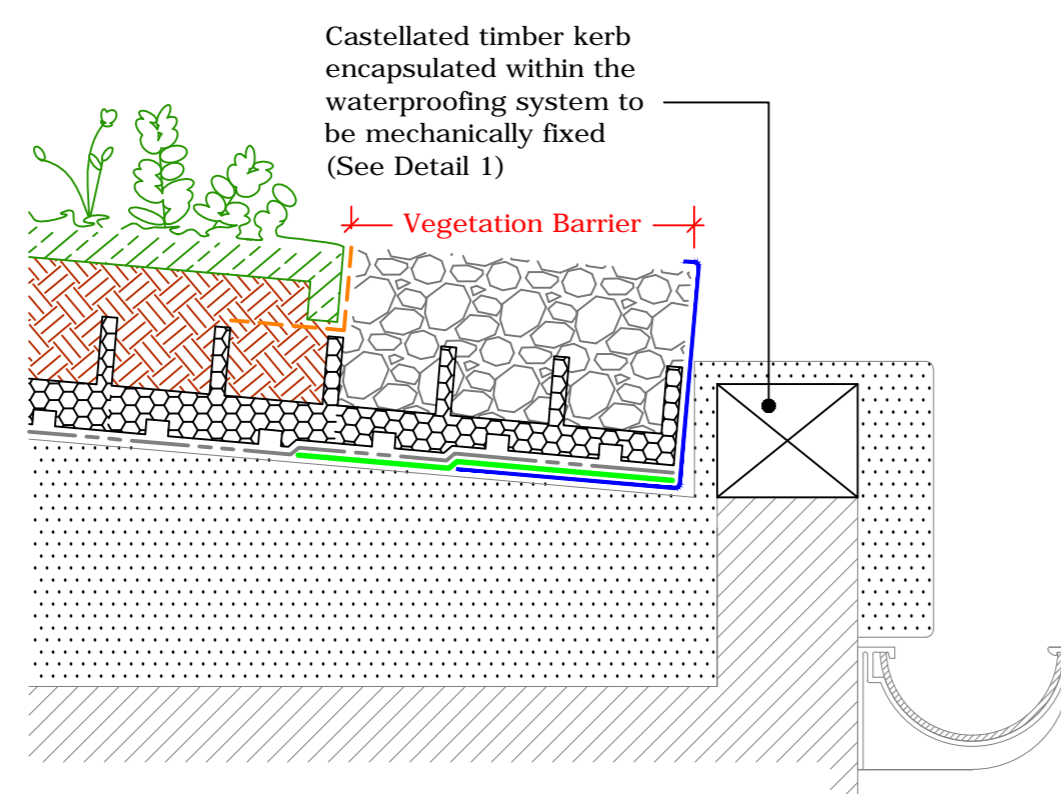 Castellated timber kerb
encapsulated within the
waterproofing system to
be mechanically fixed
(See Detail 1)
Vegetation Barrier